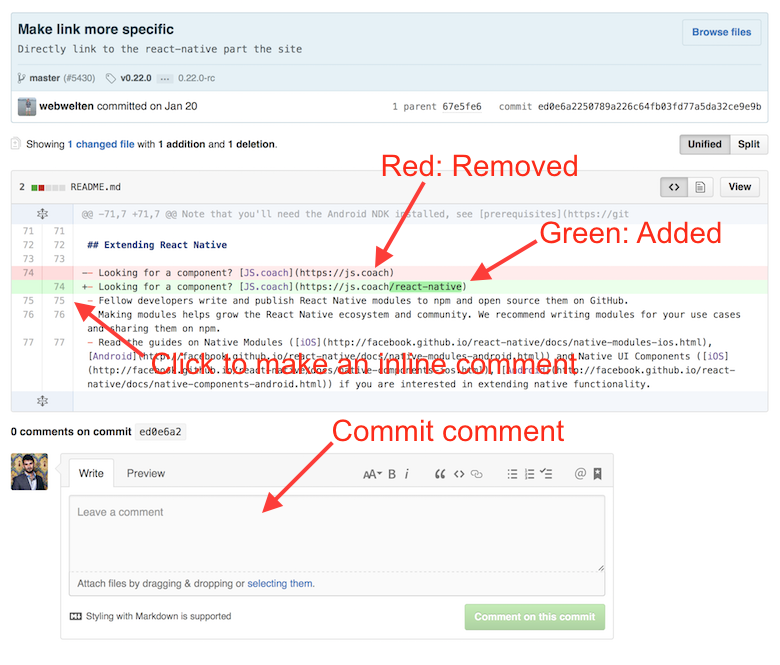 Make link more specific
Browse files
Directly link to the react-native part the site
master (#5430) v0.22.0 ... 0.22.0-rc
webwelten committed on Jan 20
1 parent 67e5fe6 commit ed0e6a2250789a226c64fb03fd77a5da32ce9e9b
Showing 1 changed file with 1 addition and 1 deletion.
Unified Split
Red: Removed
2 README.md
<> View
@@ -71,7 +71,7 @@ Note that you'll need the Android NDK installed, see [prerequisites](https://git
Green: Added
71 71
72 72 ## Extending React Native
73 73
74 - - Looking for a component? [JS.coach](https://js.coach)
74 + - Looking for a component? [JS.coach](https://js.coach/react-native)
75 75 - Fellow developers write and publish React Native modules to npm and open source them on GitHub.
76 76 - Making modules helps grow the React Native ecosystem and community. We recommend writing modules for your use cases
and sharing them on npm.
77 77 - Read the guides on Native Modules ([iOS](http://facebook.github.io/react-native/docs/native-modules-ios.html),
[Android](http://facebook.github.io/react-native/docs/native-modules-android.html)) and Native UI Components ([iOS]
(http://facebook.github.io/react-native/docs/native-components-ios.html), [Android](http://facebook.github.io/react-
native/docs/native-components-android.html)) if you are interested in extending native functionality.
Click to make an inline comment
0 comments on commit ed0e6a2
Commit comment
Write Preview
AA B i “ <> @
Leave a comment
Attach files by dragging & dropping or selecting them.
Styling with Markdown is supported
Comment on this commit